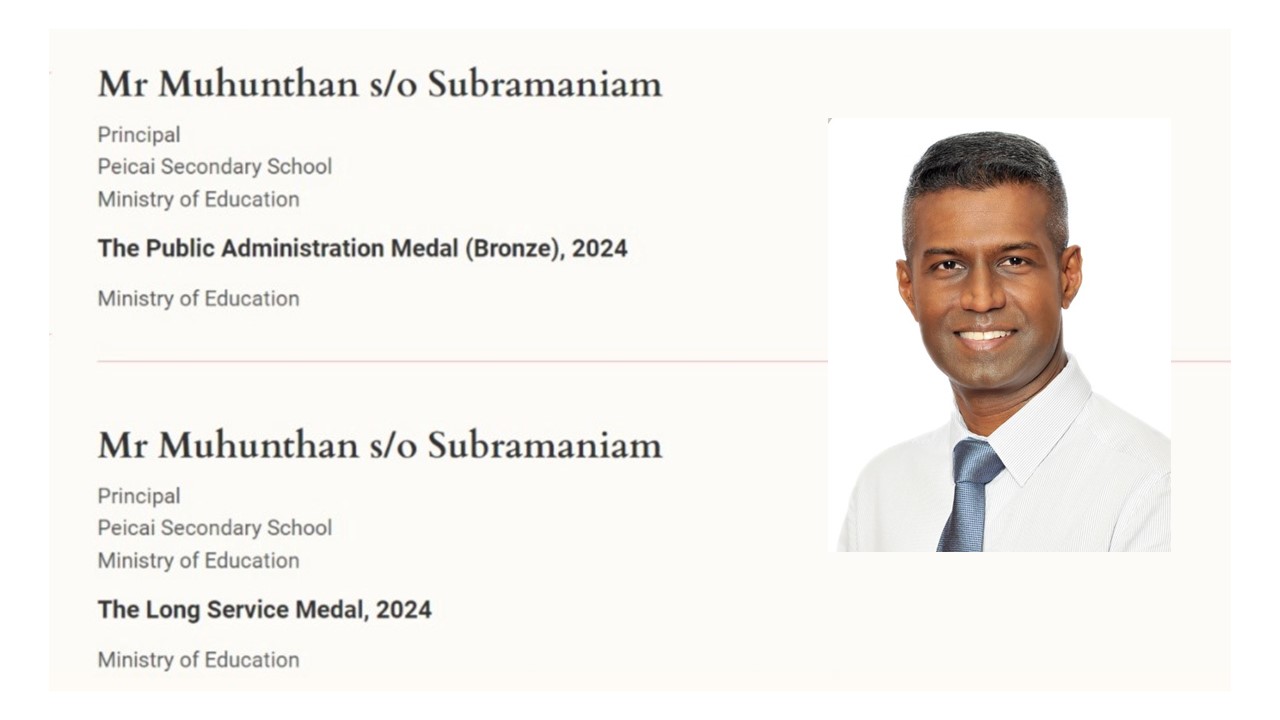 Mr Muhunthan s/o Subramaniam
Principal
Peicai Secondary School
Ministry of Education
The Public Administration Medal (Bronze), 2024
Ministry of Education
Mr Muhunthan s/o Subramaniam
Principal
Peicai Secondary School
Ministry of Education
The Long Service Medal, 2024
Ministry of Education